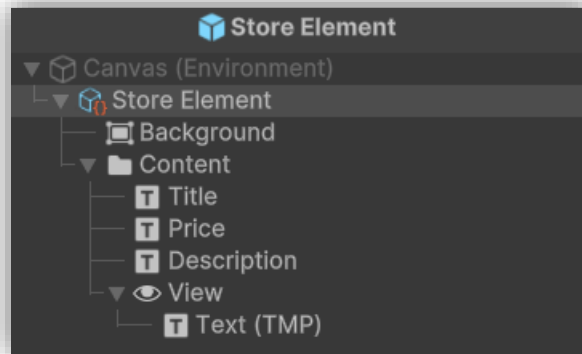 Store Element
Canvas (Environment)
Store Element
Background
Content
T Title
T Price
T Description
View
T Text (TMP)